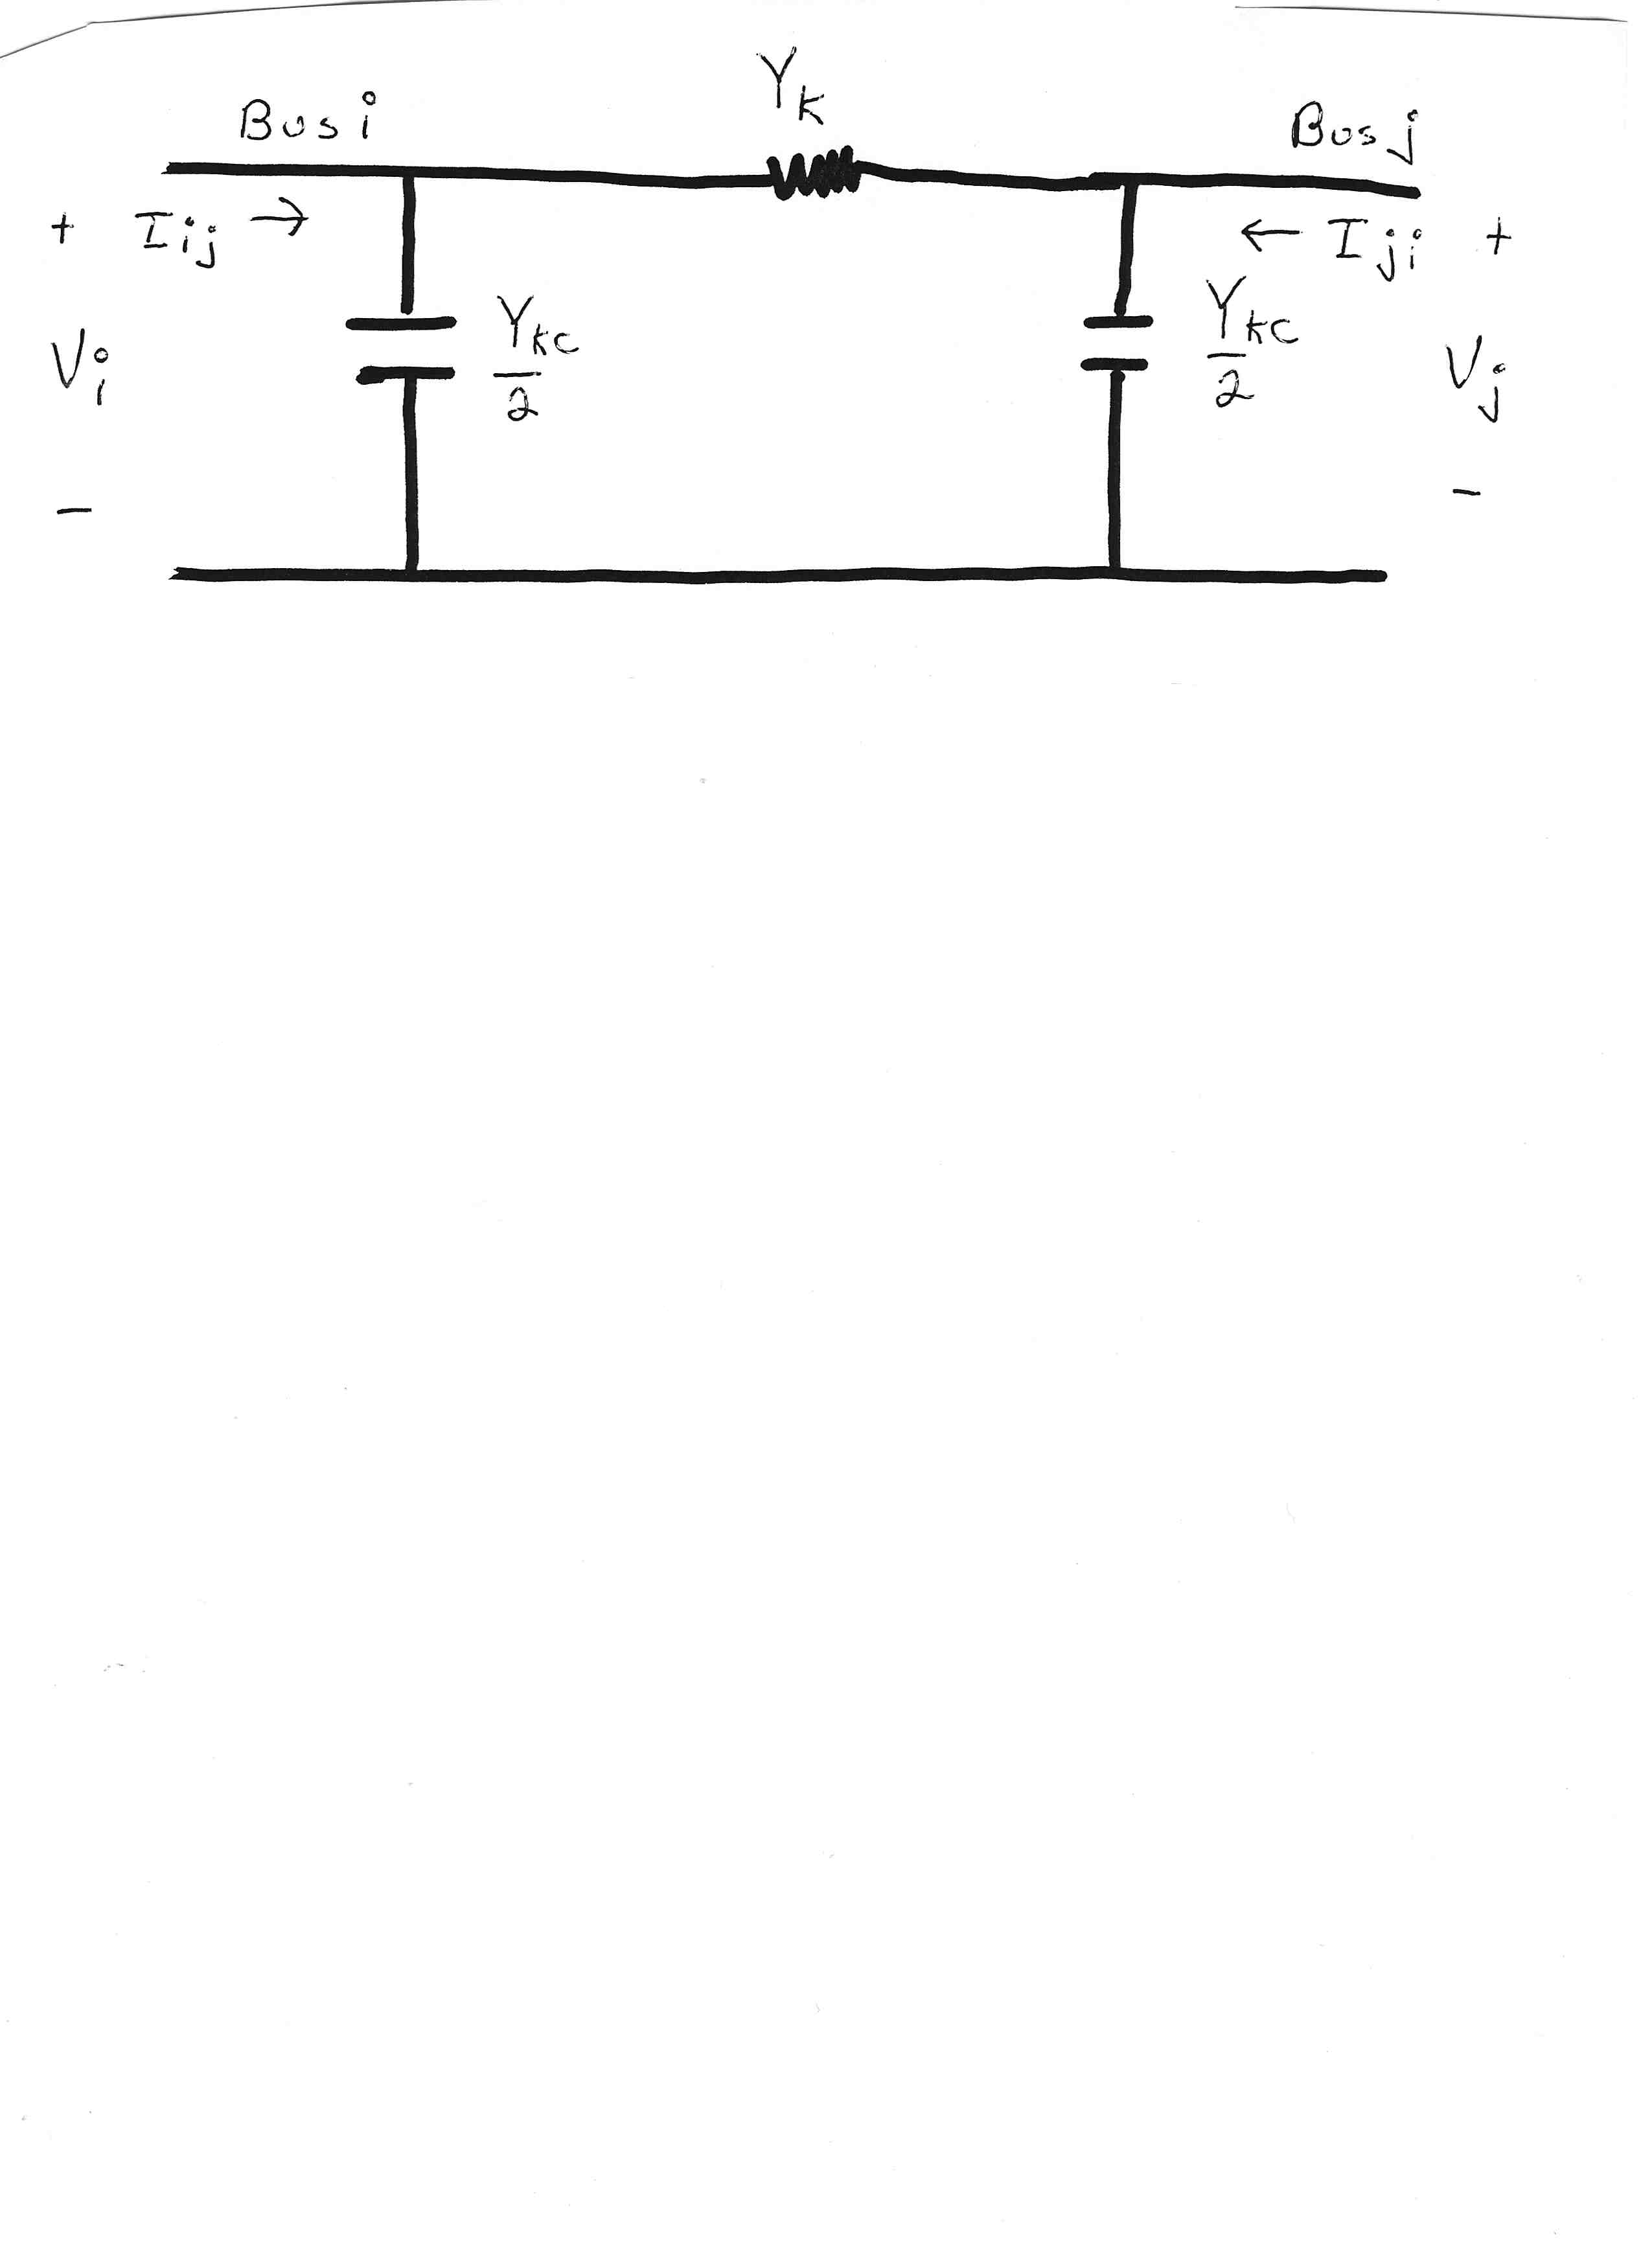 Yk
Bus i
Bus j
+ Iij →
← Iji +
Ykc
2
Ykc
2
Vi
Vj
-
-